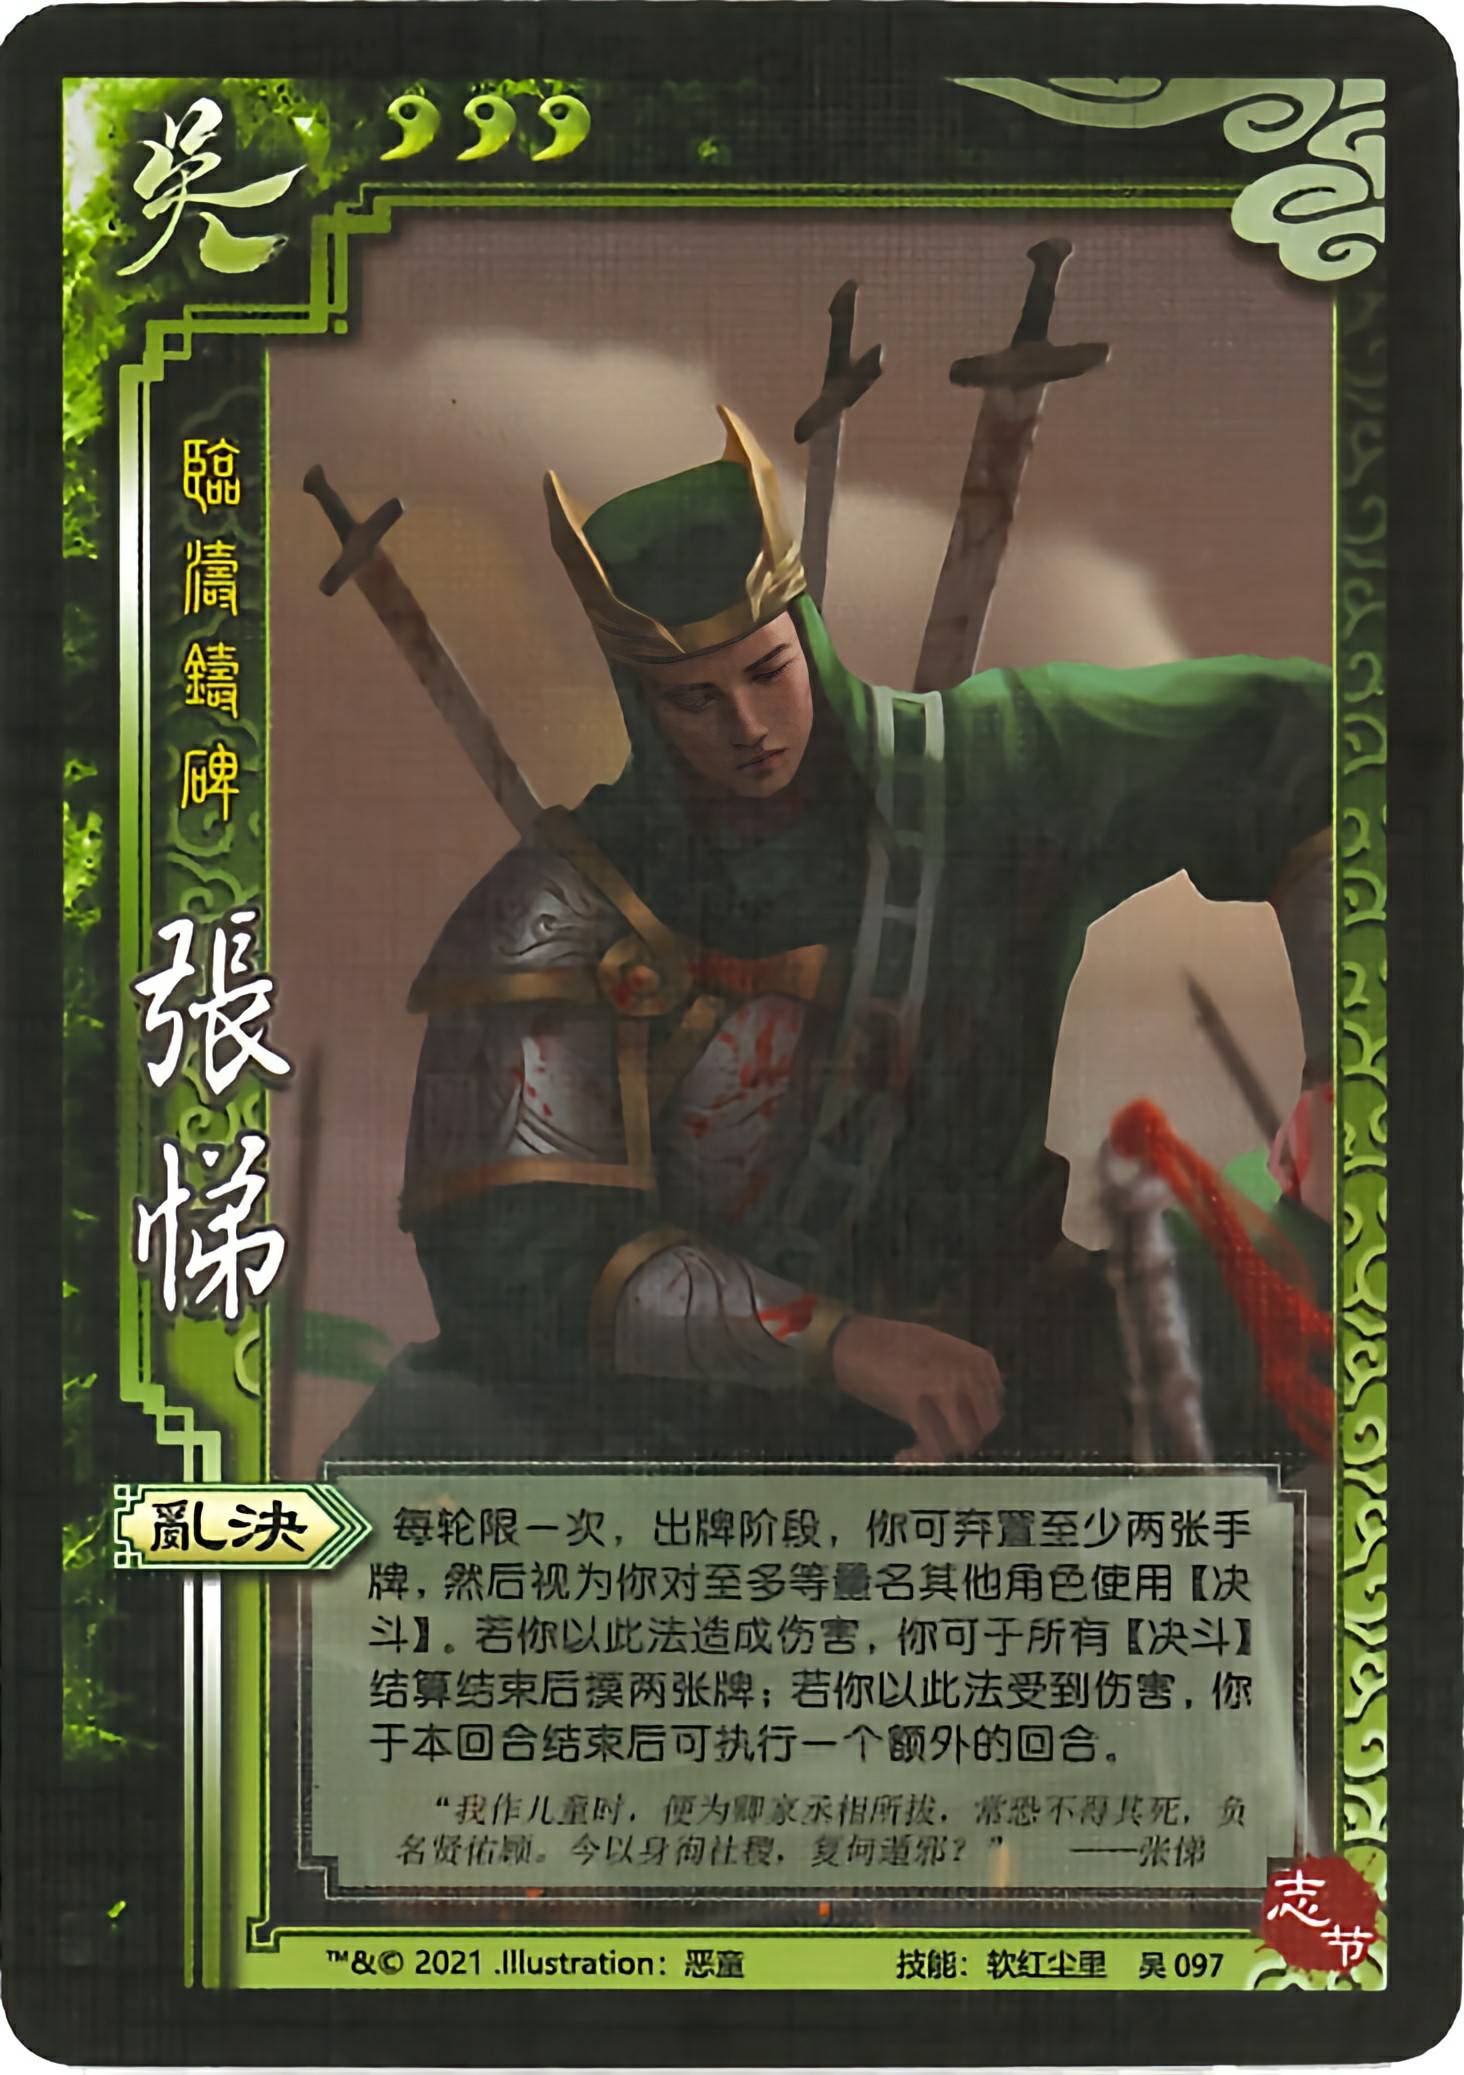 吴
臨濤鑄碑
張悌
亂決
每轮限一次，出牌阶段，你可弃置至少两张手
牌，然后视为你对至多等量名其他角色使用【决
斗】。若你以此法造成伤害，你可于所有【决斗】
结算结束后摸两张牌；若你以此法受到伤害，你
于本回合结束后可执行一个额外的回合。
“我作儿童时，便为卿家丞相所拔，常恐不得其死，负
名贤佑顾。今以身徇社稷，复何遁邪？” ——张悌
志节
™&© 2021 .Illustration：恶童 技能：软红尘里 吴 097